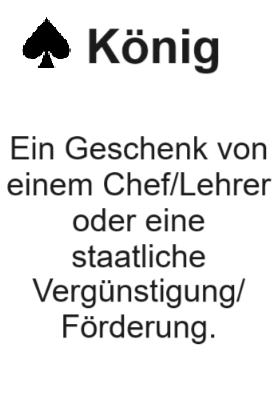 ♠ König
Ein Geschenk von
einem Chef/Lehrer
oder eine
staatliche
Vergünstigung/
Förderung.